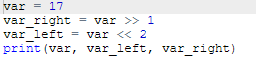 var = 17
var_right = var >> 1
var_left = var << 2
print(var, var_left, var_right)